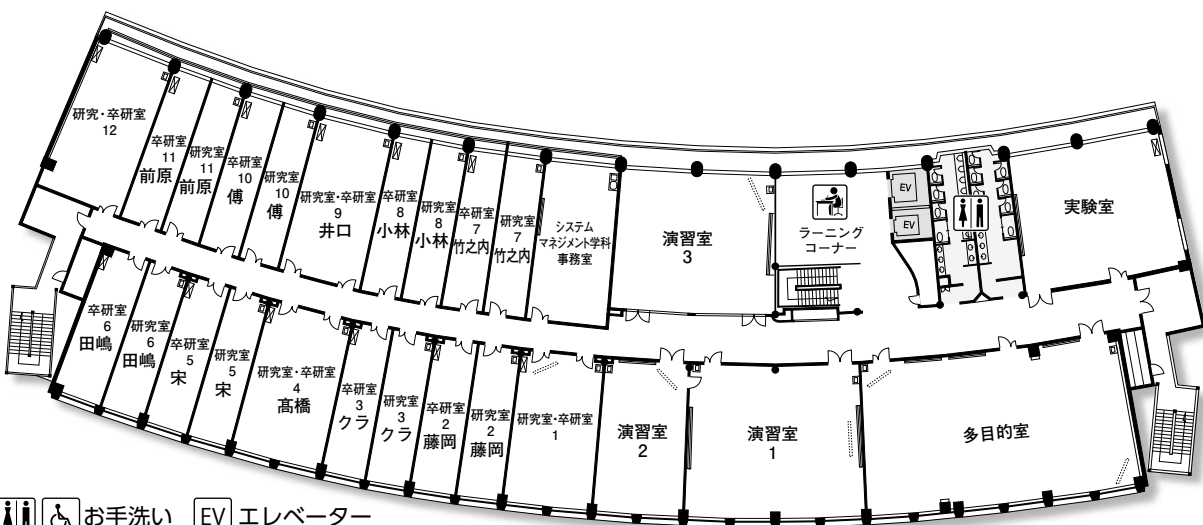 研究・卒研室
12
卒研室
11
前原
研究室
11
前原
卒研室
10
傅
研究室
10
傅
研究室・卒研室
9
井口
卒研室
8
小林
研究室
8
小林
卒研室
7
竹之内
研究室
7
竹之内
システム
マネジメント学科
事務室
演習室
3
ラーニング
コーナー
EV
EV
実験室
卒研室
6
田嶋
研究室
6
田嶋
卒研室
5
宋
研究室
5
宋
研究室・卒研室
4
髙橋
卒研室
3
クラ
研究室
3
クラ
卒研室
2
藤岡
研究室
2
藤岡
研究室・卒研室
1
演習室
2
演習室
1
多目的室
お手洗い
EV エレベーター